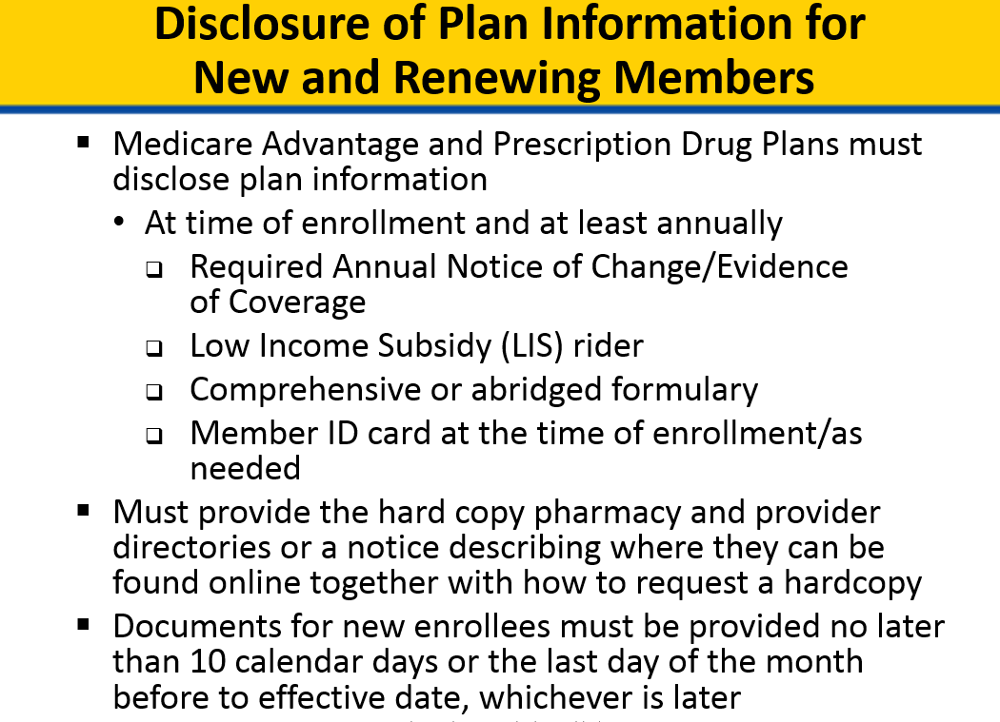 Disclosure of Plan Information for
New and Renewing Members
▪ Medicare Advantage and Prescription Drug Plans must
disclose plan information
• At time of enrollment and at least annually
❑ Required Annual Notice of Change/Evidence
of Coverage
❑ Low Income Subsidy (LIS) rider
❑ Comprehensive or abridged formulary
❑ Member ID card at the time of enrollment/as
needed
▪ Must provide the hard copy pharmacy and provider
directories or a notice describing where they can be
found online together with how to request a hardcopy
▪ Documents for new enrollees must be provided no later
than 10 calendar days or the last day of the month
before to effective date, whichever is later